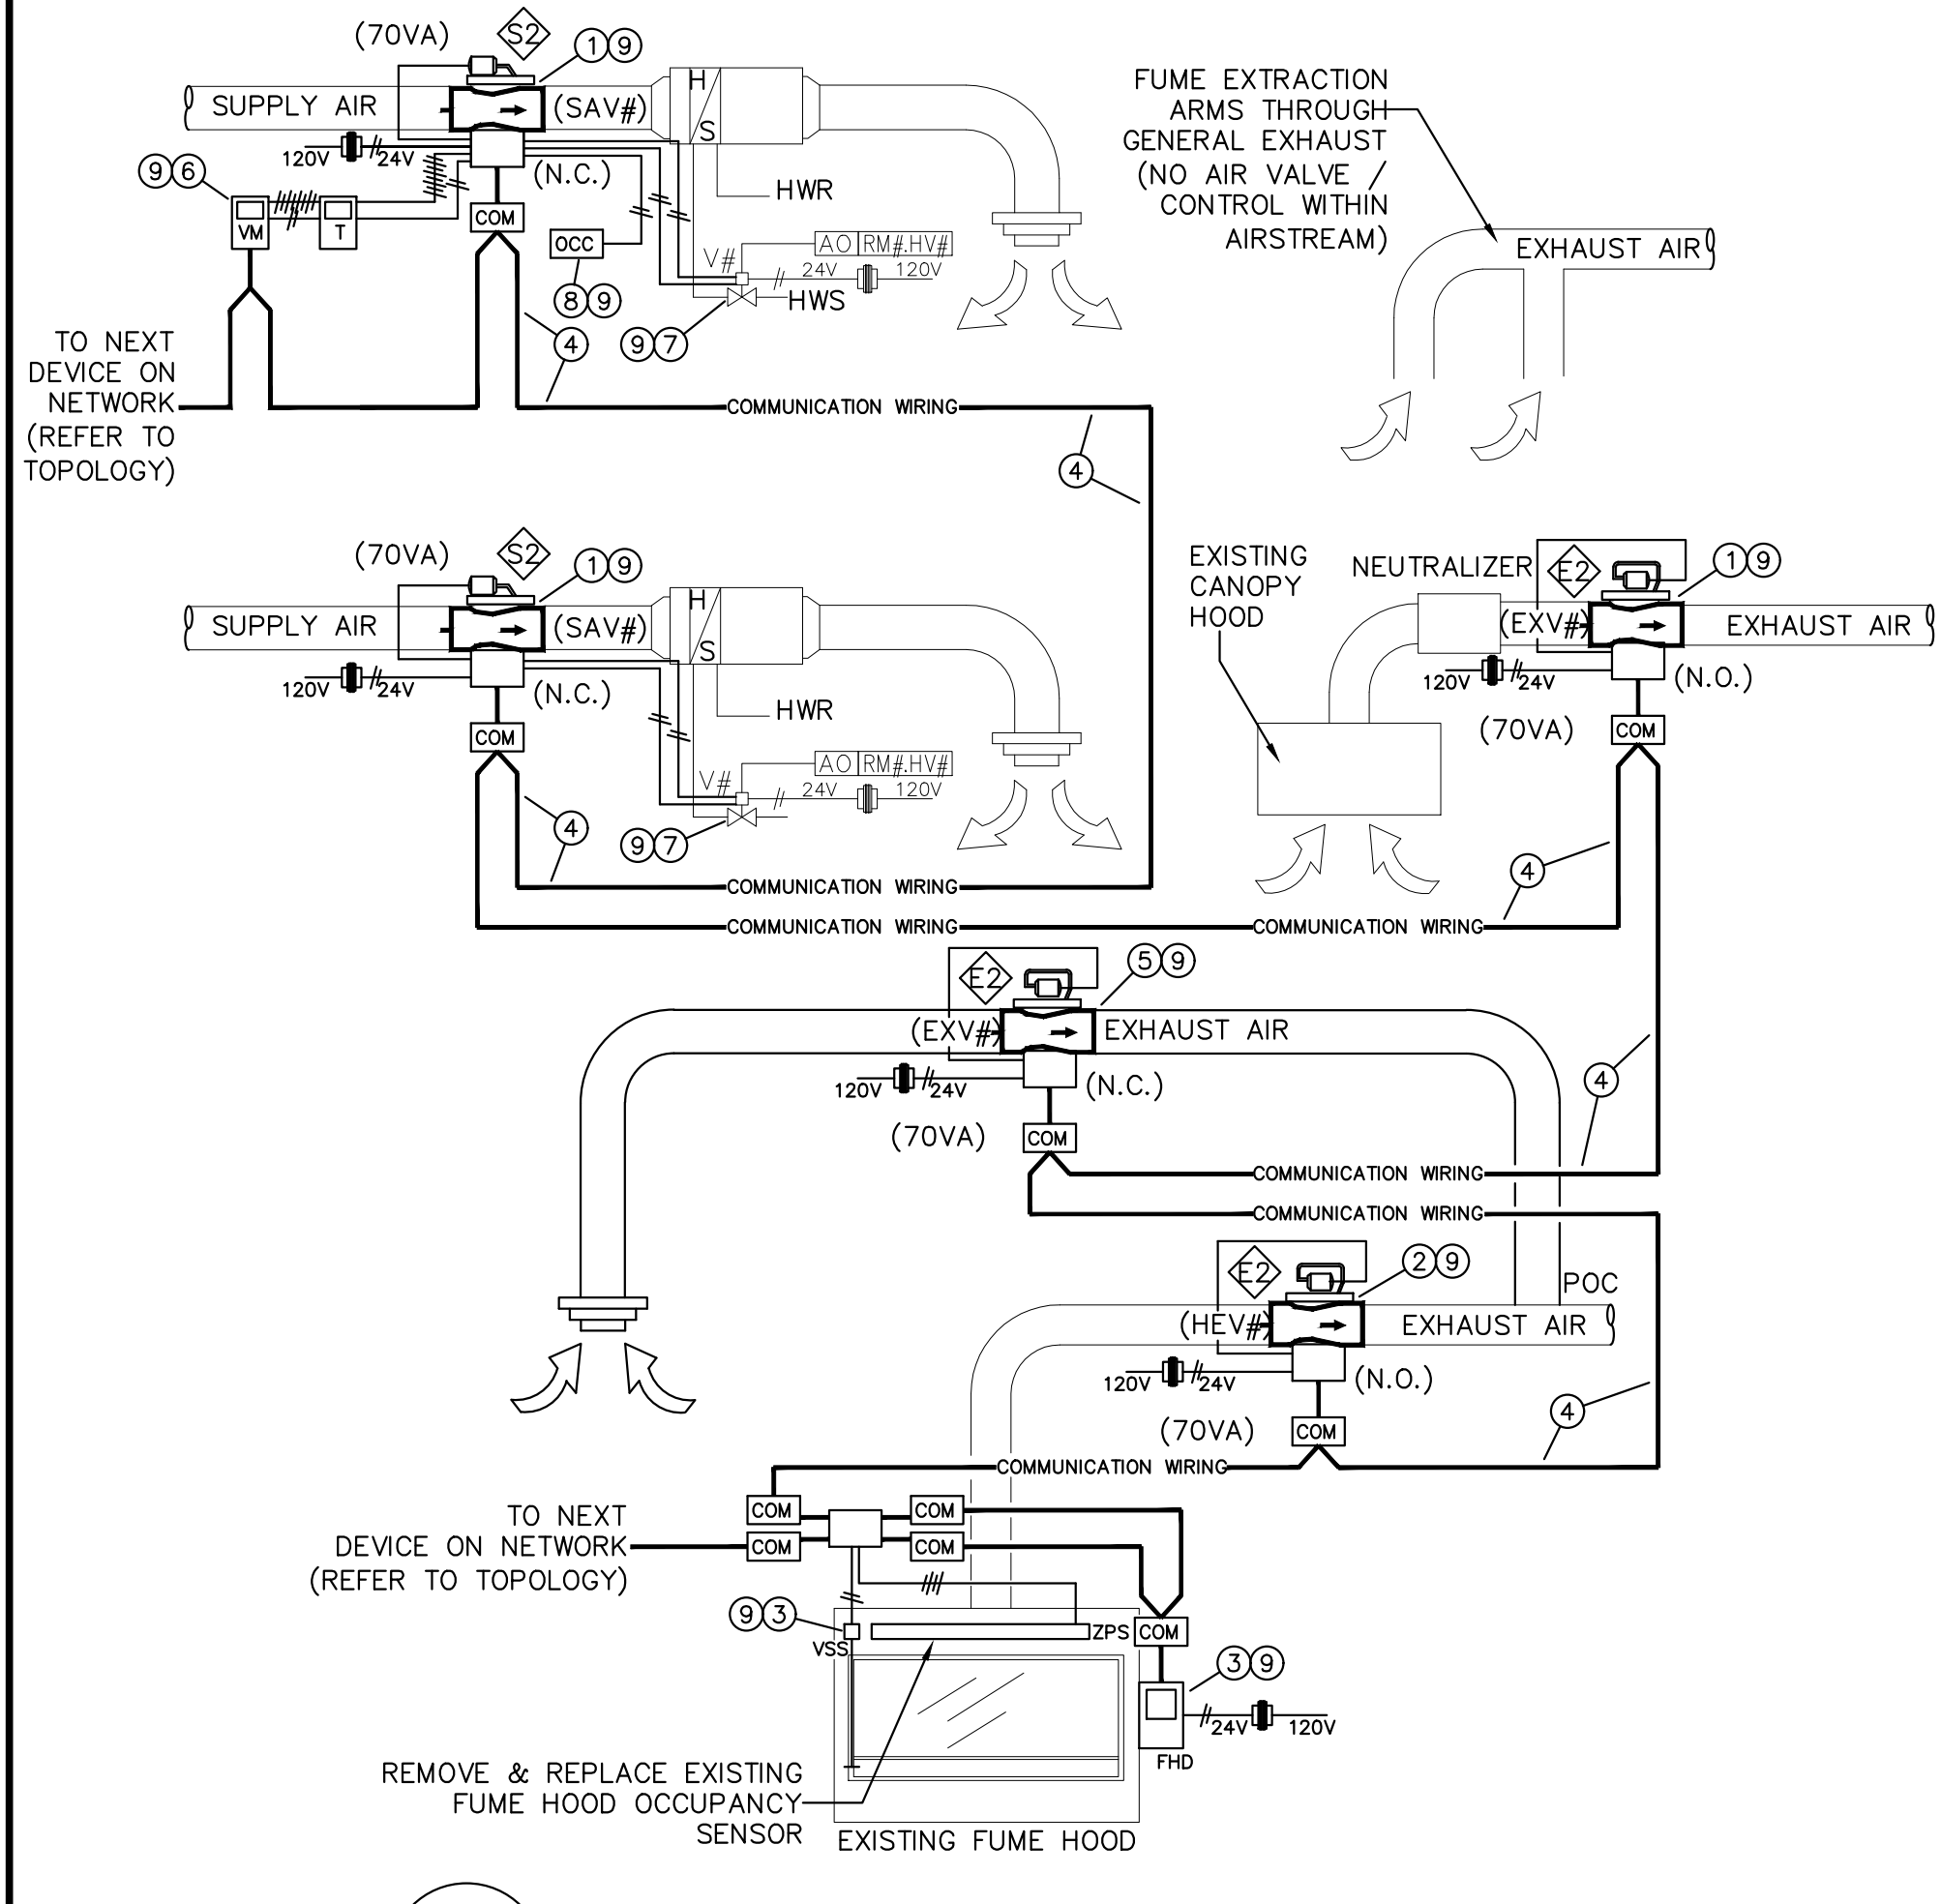 (70VA)
S2
1 9
SUPPLY AIR
(SAV#)
H
S
120V
24V
(N.C.)
9 6
VM
T
COM
OCC
8 9
HWR
V#
AO RM#.HV#
24V
120V
HWS
9 7
4
TO NEXT
DEVICE ON
NETWORK
(REFER TO
TOPOLOGY)
COMMUNICATION WIRING
4
FUME EXTRACTION
ARMS THROUGH
GENERAL EXHAUST
(NO AIR VALVE /
CONTROL WITHIN
AIRSTREAM)
EXHAUST AIR
(70VA)
S2
1 9
SUPPLY AIR
(SAV#)
H
S
120V
24V
(N.C.)
COM
HWR
V#
AO RM#.HV#
24V
120V
9 7
4
COMMUNICATION WIRING
COMMUNICATION WIRING
COMMUNICATION WIRING
EXISTING
CANOPY
HOOD
NEUTRALIZER
E2
1 9
(EXV#)
EXHAUST AIR
120V
24V
(N.O.)
(70VA)
COM
4
E2
5 9
(EXV#)
EXHAUST AIR
120V
24V
(N.C.)
(70VA)
COM
4
COMMUNICATION WIRING
COMMUNICATION WIRING
E2
2 9
POC
(HEV#)
EXHAUST AIR
120V
24V
(N.O.)
(70VA)
COM
4
COMMUNICATION WIRING
TO NEXT
DEVICE ON NETWORK
(REFER TO TOPOLOGY)
COM
COM
COM
COM
9 3
VSS
ZPS
COM
3 9
24V
120V
FHD
REMOVE & REPLACE EXISTING
FUME HOOD OCCUPANCY
SENSOR
EXISTING FUME HOOD